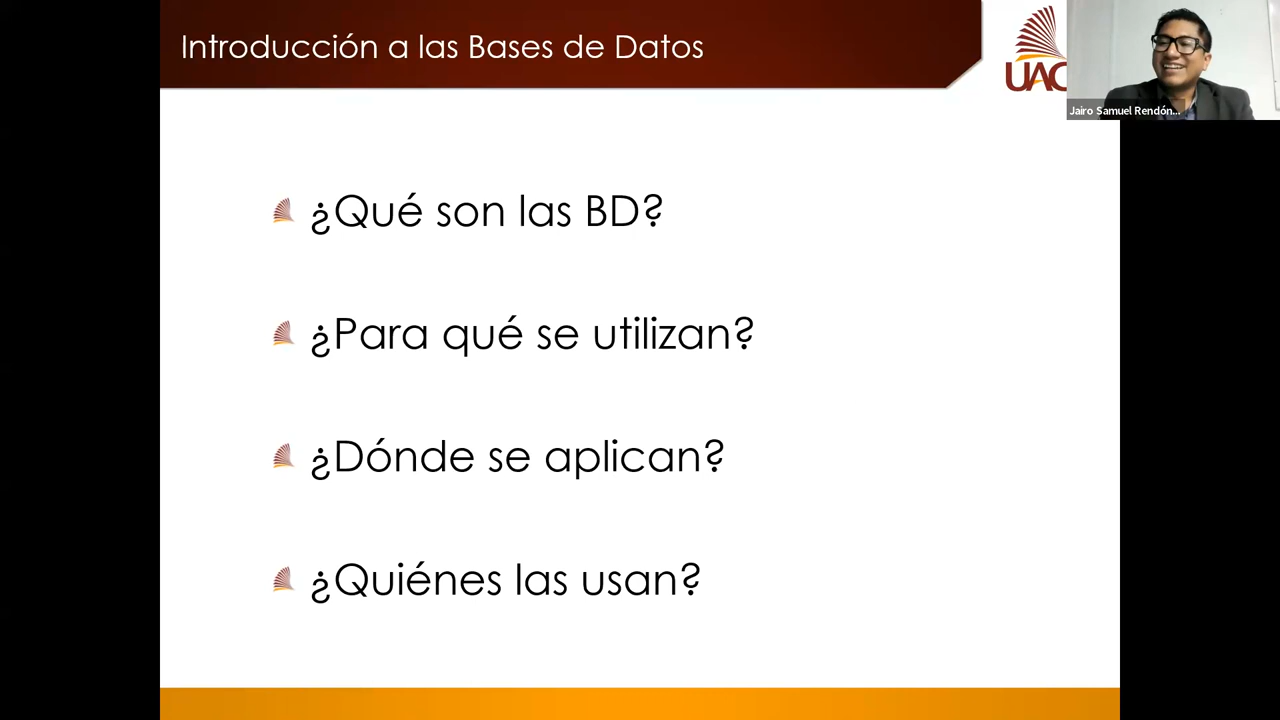 Introducción a las Bases de Datos
UAC
Jairo Samuel Rendón...
¿Qué son las BD?
¿Para qué se utilizan?
¿Dónde se aplican?
¿Quiénes las usan?